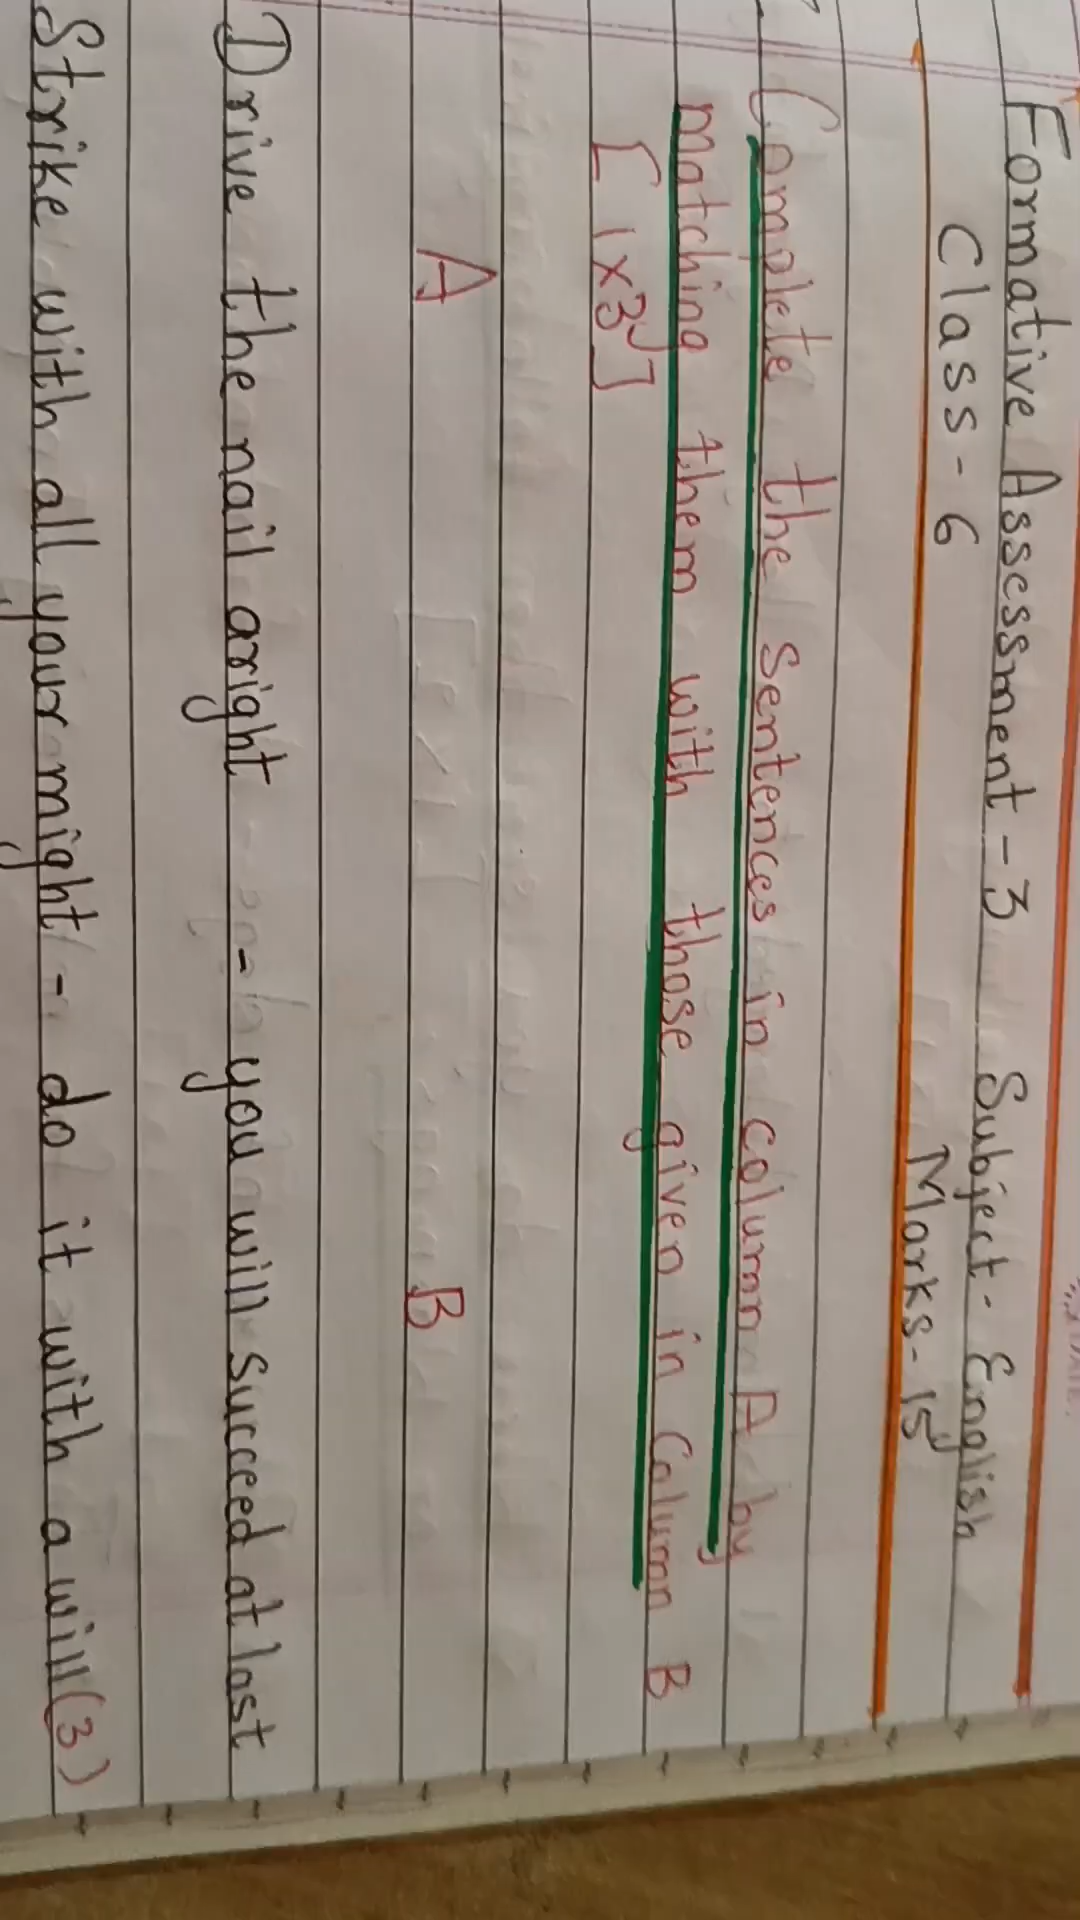 Formative Assessment - 3 Subject - English
Class - 6 Marks - 15
Complete the sentences in column A by
matching them with those given in Column B
[1×3]
A B
Drive the nail aright - you will succeed at last
Strike with all your might - do it with a will (3)